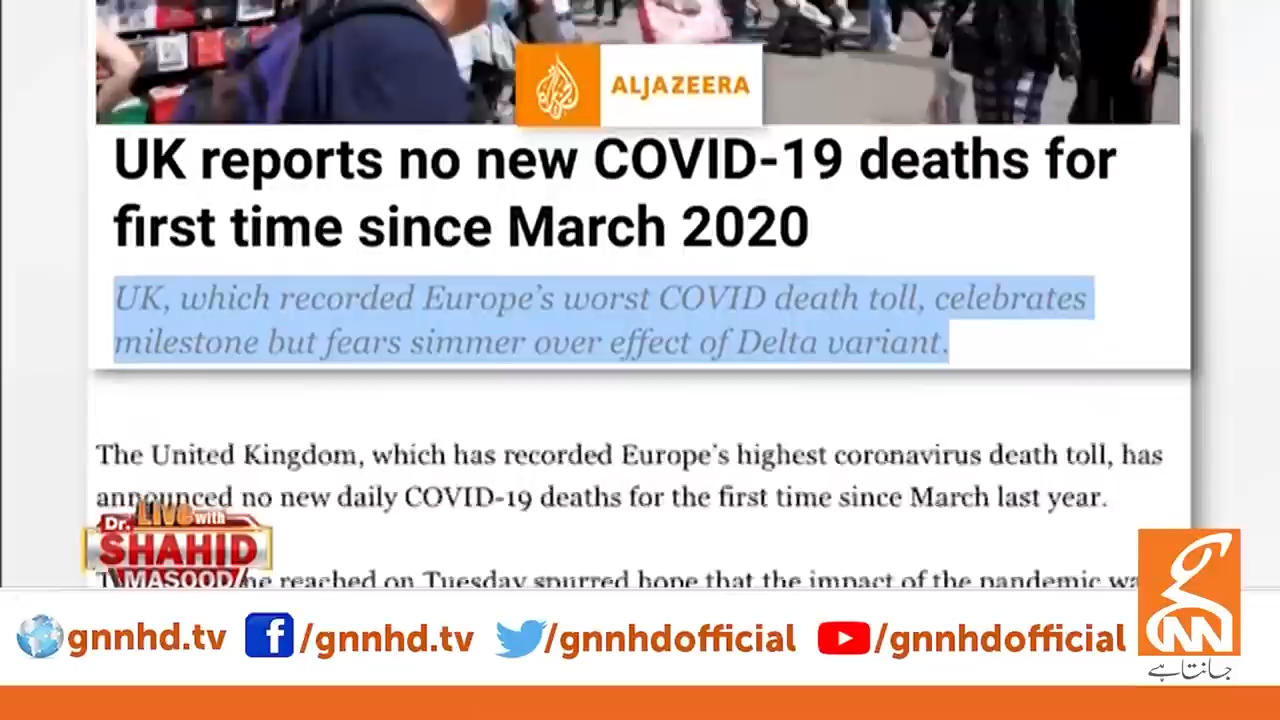 ALJAZEERA
UK reports no new COVID-19 deaths for
first time since March 2020
UK, which recorded Europe's worst COVID death toll, celebrates
milestone but fears simmer over effect of Delta variant.
The United Kingdom, which has recorded Europe's highest coronavirus death toll, has
announced no new daily COVID-19 deaths for the first time since March last year.
reached on Tuesday spurred hope that the impact of the pandemic
LIVE with
Dr. SHAHID
MASOOD
gnnhd.tv /gnnhd.tv /gnnhdofficial /gnnhdofficial
GNN
جانتا ہے